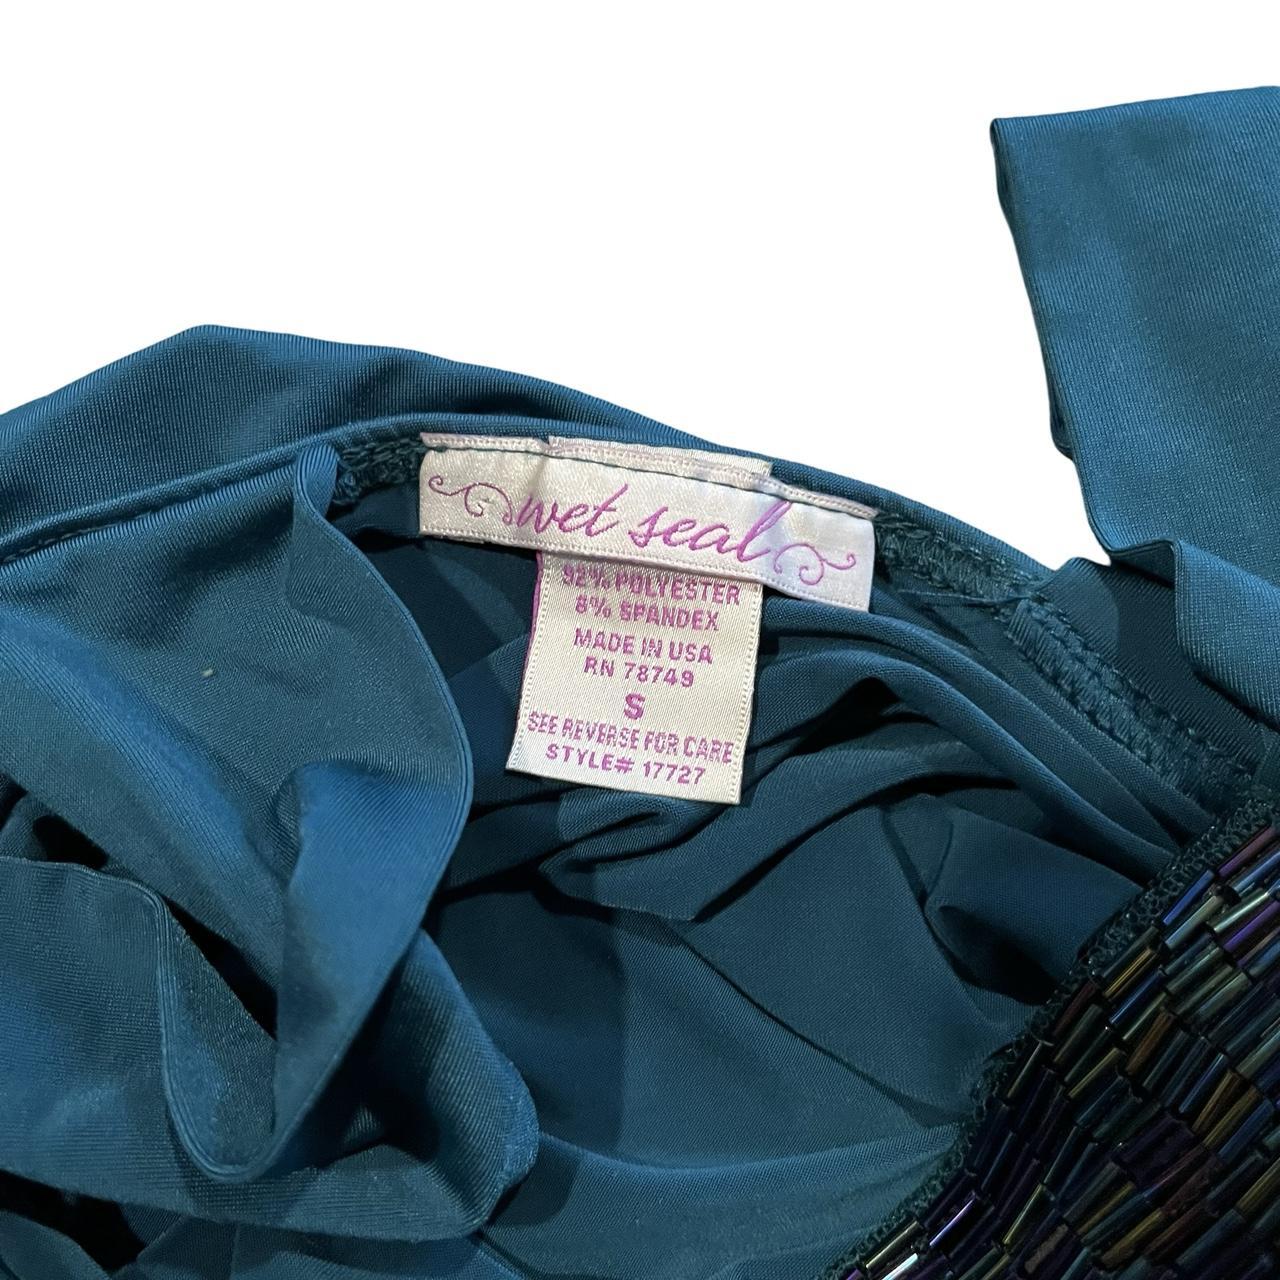 wet seal
92% POLYESTER
8% SPANDEX
MADE IN USA
RN 78749
S
SEE REVERSE FOR CARE
STYLE# 17727